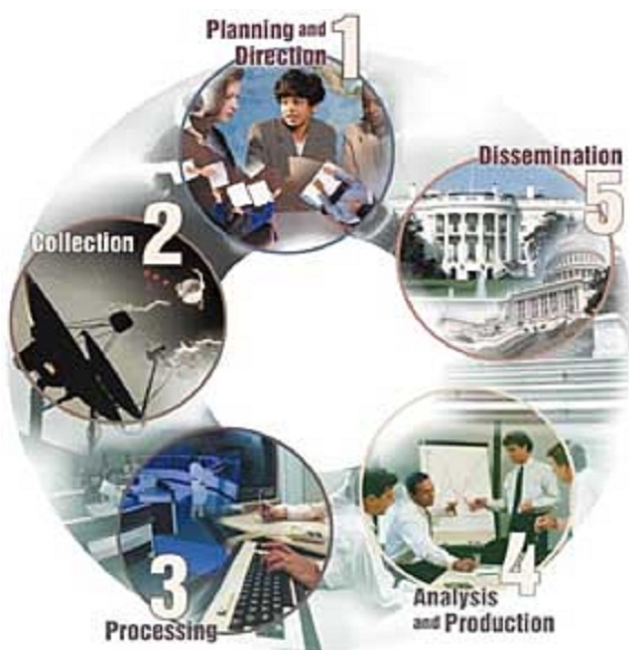 Planning and
Direction
1
Collection 2
3
Processing
4
Analysis
and Production
Dissemination
5